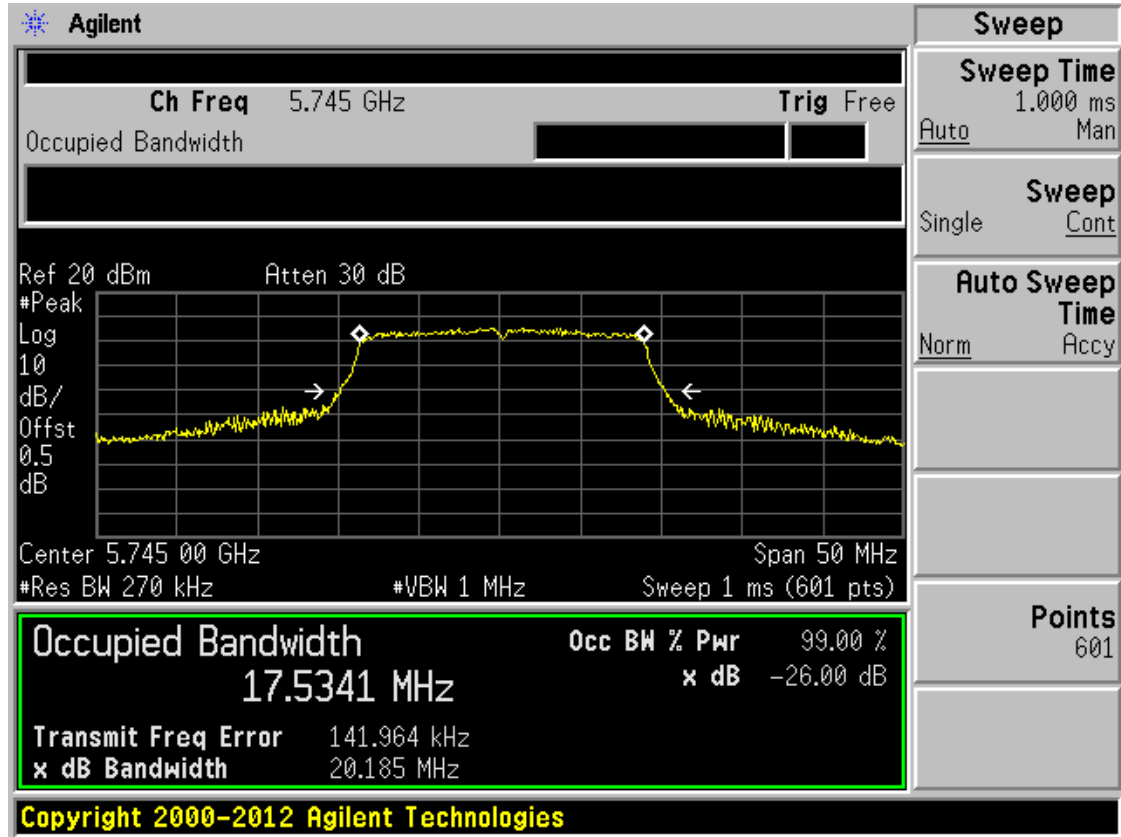 Agilent
Sweep
Ch Freq 5.745 GHz Trig Free
Occupied Bandwidth
Sweep Time
1.000 ms
Auto Man
Sweep
Single Cont
Auto Sweep
Time
Norm Accy
Ref 20 dBm Atten 30 dB
#Peak
Log
10
dB/
Offst
0.5
dB
Center 5.745 00 GHz Span 50 MHz
#Res BW 270 kHz #VBW 1 MHz Sweep 1 ms (601 pts)
Points
601
Occupied Bandwidth Occ BW % Pwr 99.00 %
17.5341 MHz x dB -26.00 dB
Transmit Freq Error 141.964 kHz
x dB Bandwidth 20.185 MHz
Copyright 2000-2012 Agilent Technologies